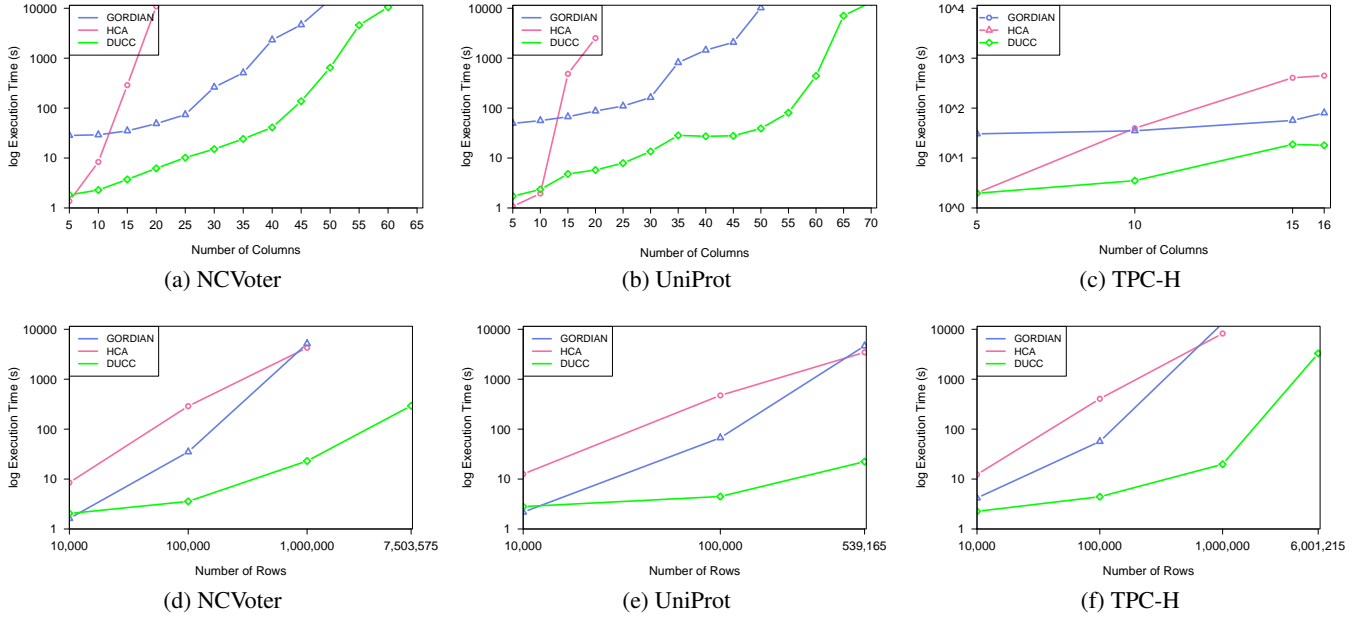 10000
1000
100
10
1
log Execution Time (s)
GORDIAN
HCA
DUCC
5 10 15 20 25 30 35 40 45 50 55 60 65
Number of Columns
(a) NCVoter
10000
1000
100
10
1
log Execution Time (s)
GORDIAN
HCA
DUCC
5 10 15 20 25 30 35 40 45 50 55 60 65 70
Number of Columns
(b) UniProt
10^4
10^3
10^2
10^1
10^0
log Execution Time (s)
GORDIAN
HCA
DUCC
5 10 15 16
Number of Columns
(c) TPC-H
10000
1000
100
10
1
log Execution Time (s)
GORDIAN
HCA
DUCC
10,000 100,000 1,000,000 7,503,575
Number of Rows
(d) NCVoter
10000
1000
100
10
1
log Execution Time (s)
GORDIAN
HCA
DUCC
10,000 100,000 539,165
Number of Rows
(e) UniProt
10000
1000
100
10
1
log Execution Time (s)
GORDIAN
HCA
DUCC
10,000 100,000 1,000,000 6,001,215
Number of Rows
(f) TPC-H